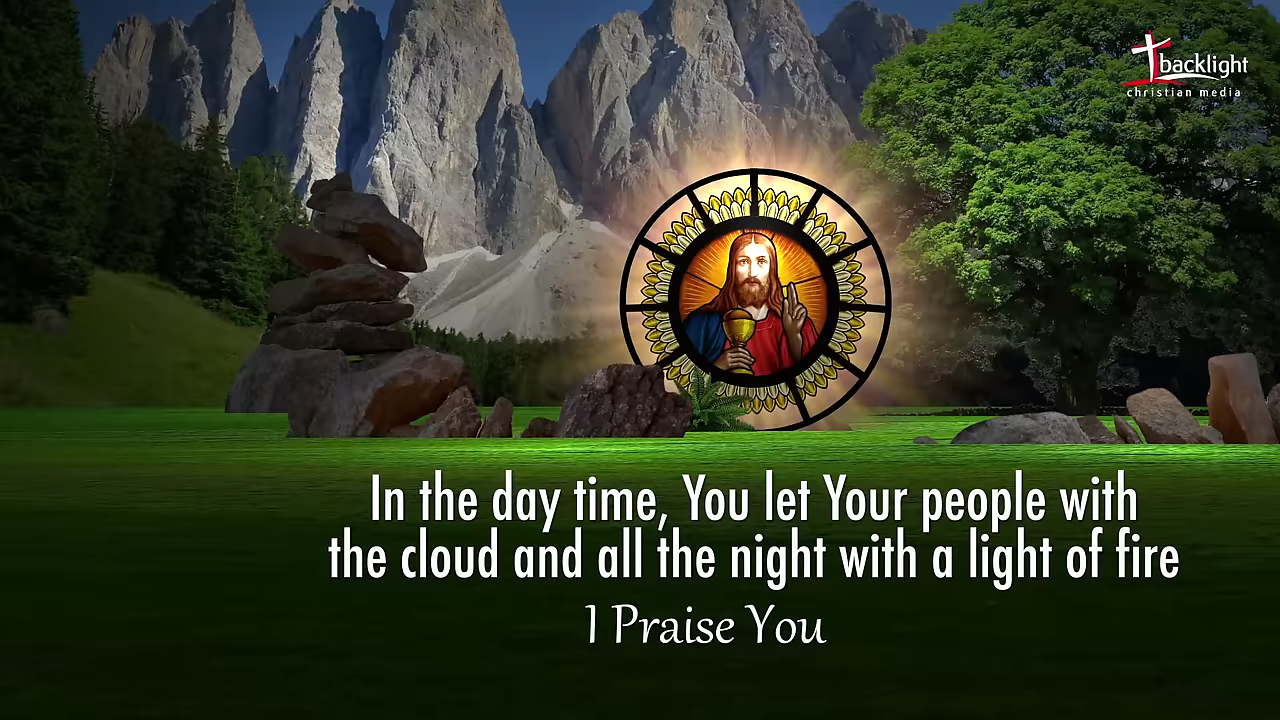 backlight
christian media
In the day time, You let Your people with
the cloud and all the night with a light of fire
I Praise You